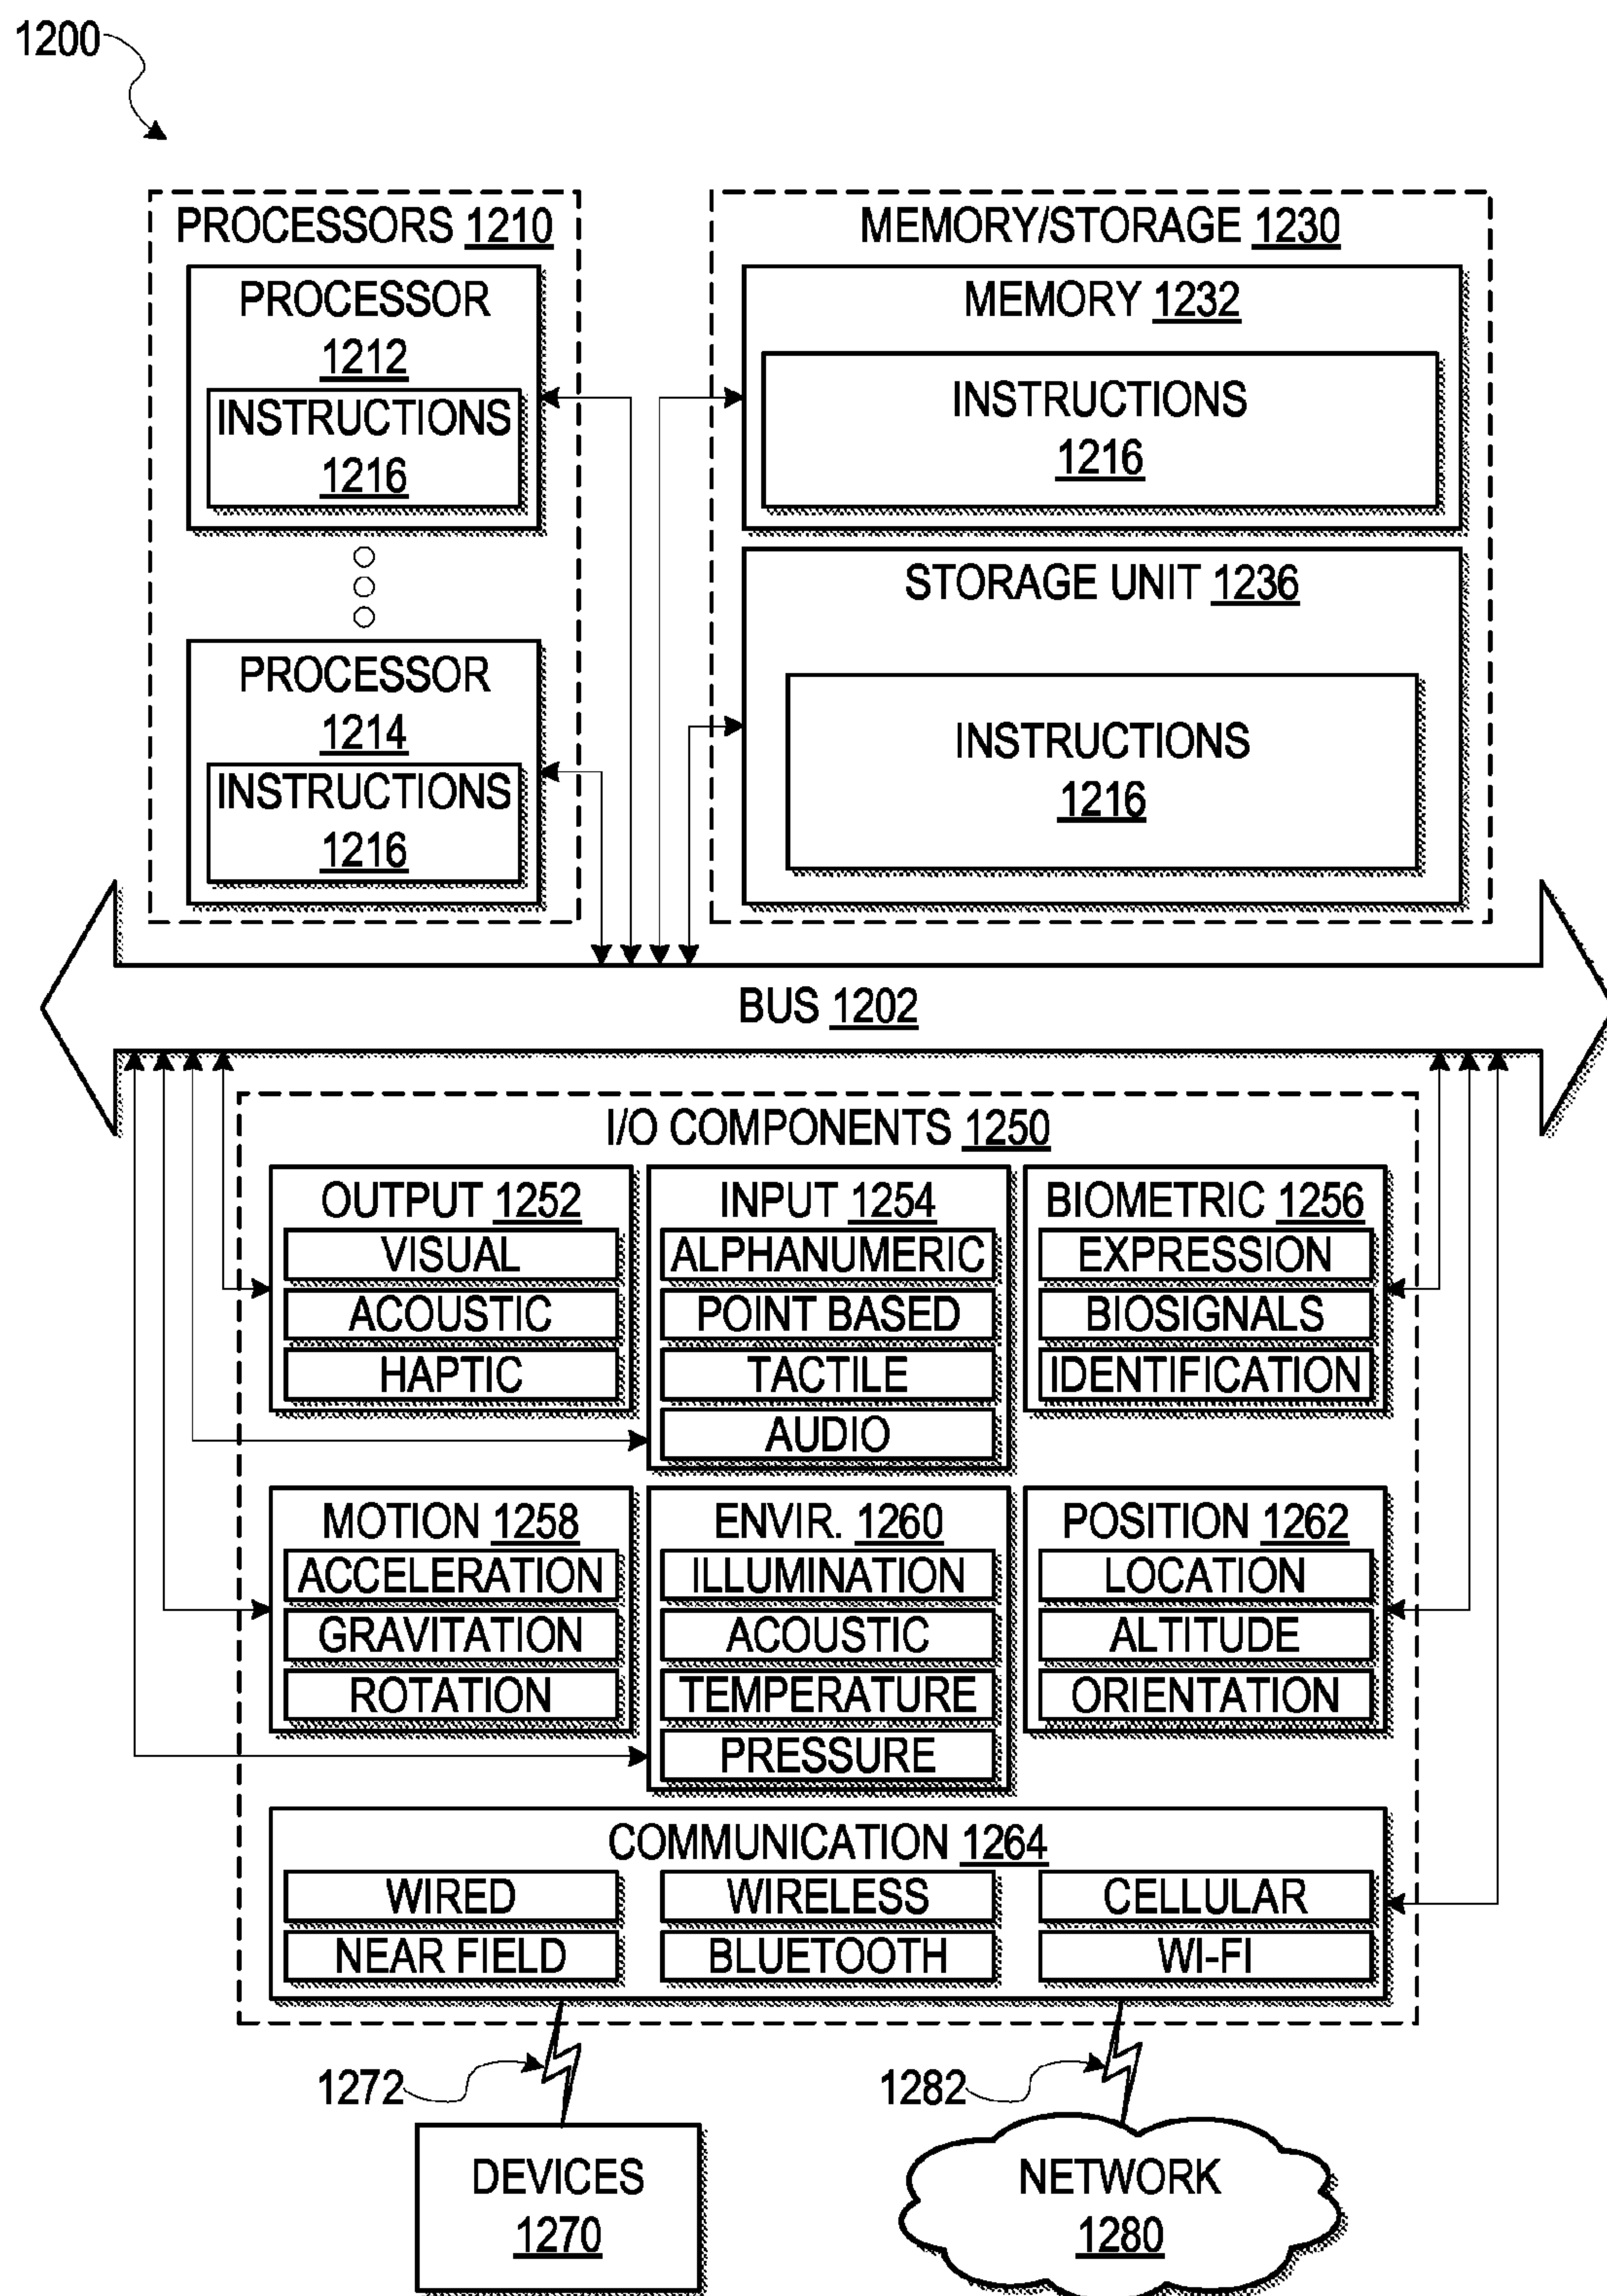 1200
PROCESSORS 1210
PROCESSOR
1212
INSTRUCTIONS
1216
PROCESSOR
1214
INSTRUCTIONS
1216
MEMORY/STORAGE 1230
MEMORY 1232
INSTRUCTIONS
1216
STORAGE UNIT 1236
INSTRUCTIONS
1216
BUS 1202
I/O COMPONENTS 1250
OUTPUT 1252
VISUAL
ACOUSTIC
HAPTIC
INPUT 1254
ALPHANUMERIC
POINT BASED
TACTILE
AUDIO
BIOMETRIC 1256
EXPRESSION
BIOSIGNALS
IDENTIFICATION
MOTION 1258
ACCELERATION
GRAVITATION
ROTATION
ENVIR. 1260
ILLUMINATION
ACOUSTIC
TEMPERATURE
PRESSURE
POSITION 1262
LOCATION
ALTITUDE
ORIENTATION
COMMUNICATION 1264
WIRED
WIRELESS
CELLULAR
NEAR FIELD
BLUETOOTH
WI-FI
1272
1282
DEVICES
1270
NETWORK
1280